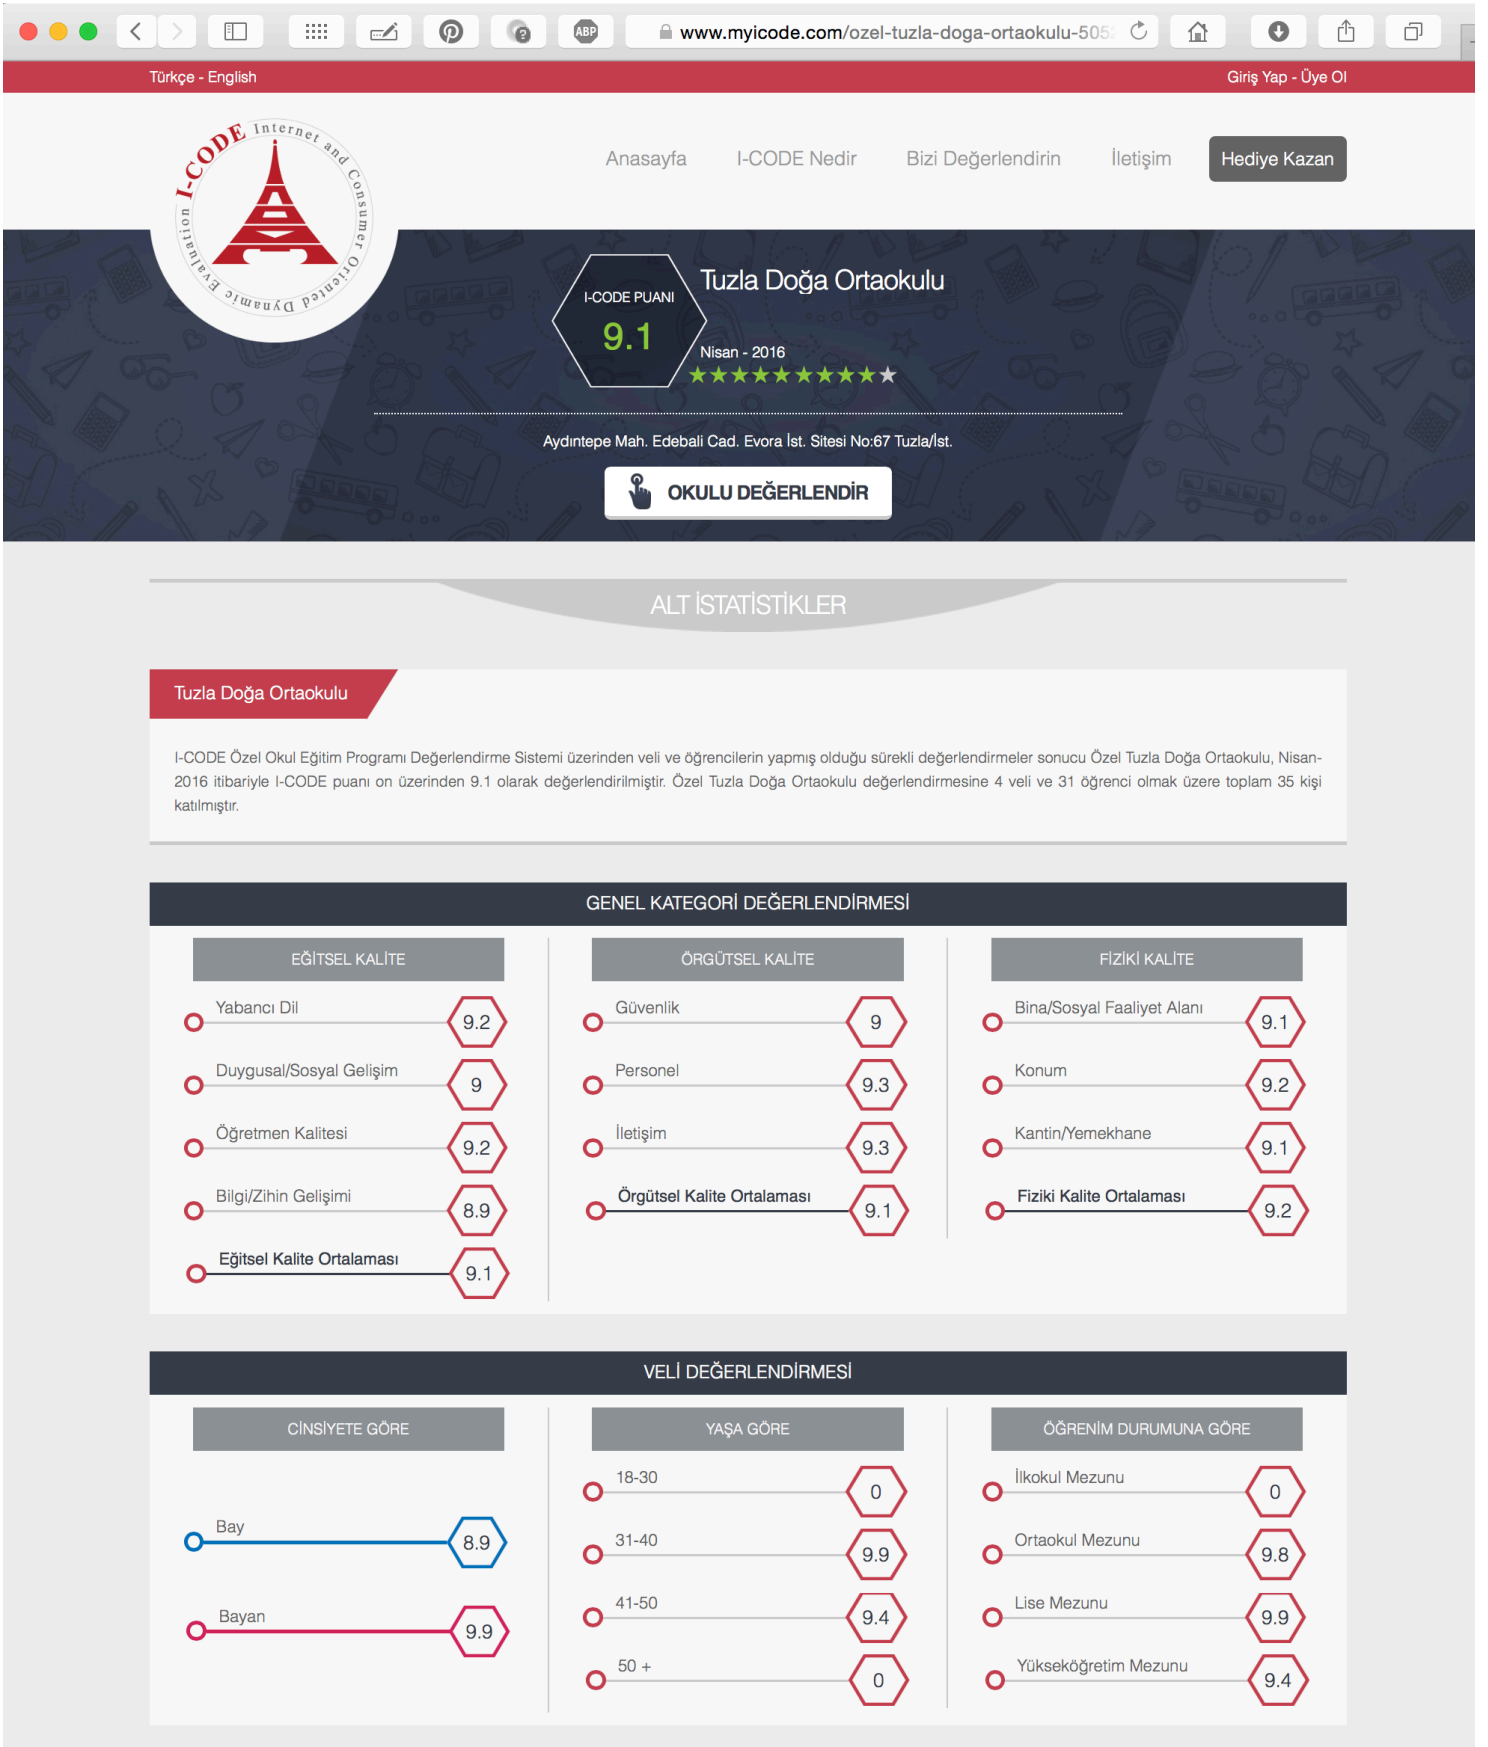 ABP
www.myicode.com/ozel-tuzla-doga-ortaokulu-505
Türkçe - English
Giriş Yap - Üye Ol
I-CODE Internet and Consumer Oriented Dynamic Evaluation
Anasayfa
I-CODE Nedir
Bizi Değerlendirin
İletişim
Hediye Kazan
I-CODE PUANI
9.1
Tuzla Doğa Ortaokulu
Nisan - 2016
Aydıntepe Mah. Edebali Cad. Evora İst. Sitesi No:67 Tuzla/İst.
OKULU DEĞERLENDİR
ALT İSTATİSTİKLER
Tuzla Doğa Ortaokulu
I-CODE Özel Okul Eğitim Programı Değerlendirme Sistemi üzerinden veli ve öğrencilerin yapmış olduğu sürekli değerlendirmeler sonucu Özel Tuzla Doğa Ortaokulu, Nisan-
2016 itibariyle I-CODE puanı on üzerinden 9.1 olarak değerlendirilmiştir. Özel Tuzla Doğa Ortaokulu değerlendirmesine 4 veli ve 31 öğrenci olmak üzere toplam 35 kişi
katılmıştır.
GENEL KATEGORİ DEĞERLENDİRMESİ
EĞİTSEL KALİTE
Yabancı Dil 9.2
Duygusal/Sosyal Gelişim 9
Öğretmen Kalitesi 9.2
Bilgi/Zihin Gelişimi 8.9
Eğitsel Kalite Ortalaması 9.1
ÖRGÜTSEL KALİTE
Güvenlik 9
Personel 9.3
İletişim 9.3
Örgütsel Kalite Ortalaması 9.1
FİZİKİ KALİTE
Bina/Sosyal Faaliyet Alanı 9.1
Konum 9.2
Kantin/Yemekhane 9.1
Fiziki Kalite Ortalaması 9.2
VELİ DEĞERLENDİRMESİ
CİNSİYETE GÖRE
Bay 8.9
Bayan 9.9
YAŞA GÖRE
18-30 0
31-40 9.9
41-50 9.4
50 + 0
ÖĞRENİM DURUMUNA GÖRE
İlkokul Mezunu 0
Ortaokul Mezunu 9.8
Lise Mezunu 9.9
Yükseköğretim Mezunu 9.4